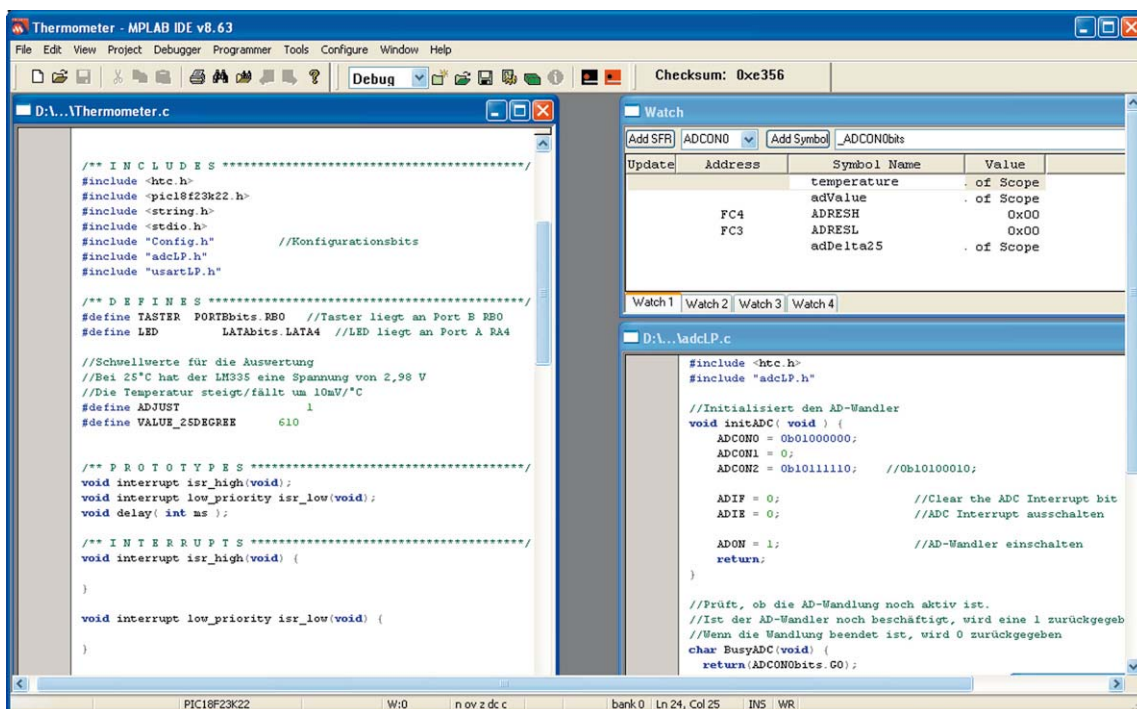 Thermometer - MPLAB IDE v8.63
File Edit View Project Debugger Programmer Tools Configure Window Help
Debug
Checksum: 0xe356
D:\...\Thermometer.c
/** I N C L U D E S *******************************************/
#include <htc.h>
#include <pic18f23k22.h>
#include <string.h>
#include <stdio.h>
#include "Config.h" //Konfigurationsbits
#include "adcLP.h"
#include "usartLP.h"
/** D E F I N E S *********************************************/
#define TASTER PORTBbits.RB0 //Taster liegt an Port B RB0
#define LED LATAbits.LATA4 //LED liegt an Port A RA4
//Schwellwerte für die Auswertung
//Bei 25°C hat der LM335 eine Spannung von 2,98 V
//Die Temperatur steigt/fällt um 10mV/°C
#define ADJUST 1
#define VALUE_25DEGREE 610
/** P R O T O T Y P E S ***************************************/
void interrupt isr_high(void);
void interrupt low_priority isr_low(void);
void delay( int ms );
/** I N T E R R U P T S ***************************************/
void interrupt isr_high(void) {
}
void interrupt low_priority isr_low(void) {
}
Watch
Add SFR ADCON0 Add Symbol _ADCON0bits
Update Address Symbol Name Value
temperature . of Scope
adValue . of Scope
FC4 ADRESH 0x00
FC3 ADRESL 0x00
adDelta25 . of Scope
Watch 1 Watch 2 Watch 3 Watch 4
D:\...\adcLP.c
#include <htc.h>
#include "adcLP.h"
//Initialisiert den AD-Wandler
void initADC( void ) {
ADCON0 = 0b01000000;
ADCON1 = 0;
ADCON2 = 0b10111110; //0b10100010;
ADIF = 0; //Clear the ADC Interrupt bit
ADIE = 0; //ADC Interrupt ausschalten
ADON = 1; //AD-Wandler einschalten
return;
}
//Prüft, ob die AD-Wandlung noch aktiv ist.
//Ist der AD-Wandler noch beschäftigt, wird eine 1 zurückgegeb
//Wenn die Wandlung beendet ist, wird 0 zurückgegeben
char BusyADC(void) {
return(ADCON0bits.GO);
PIC18F23K22 W:0 n ov z dc c bank 0 Ln 24, Col 25 INS WR